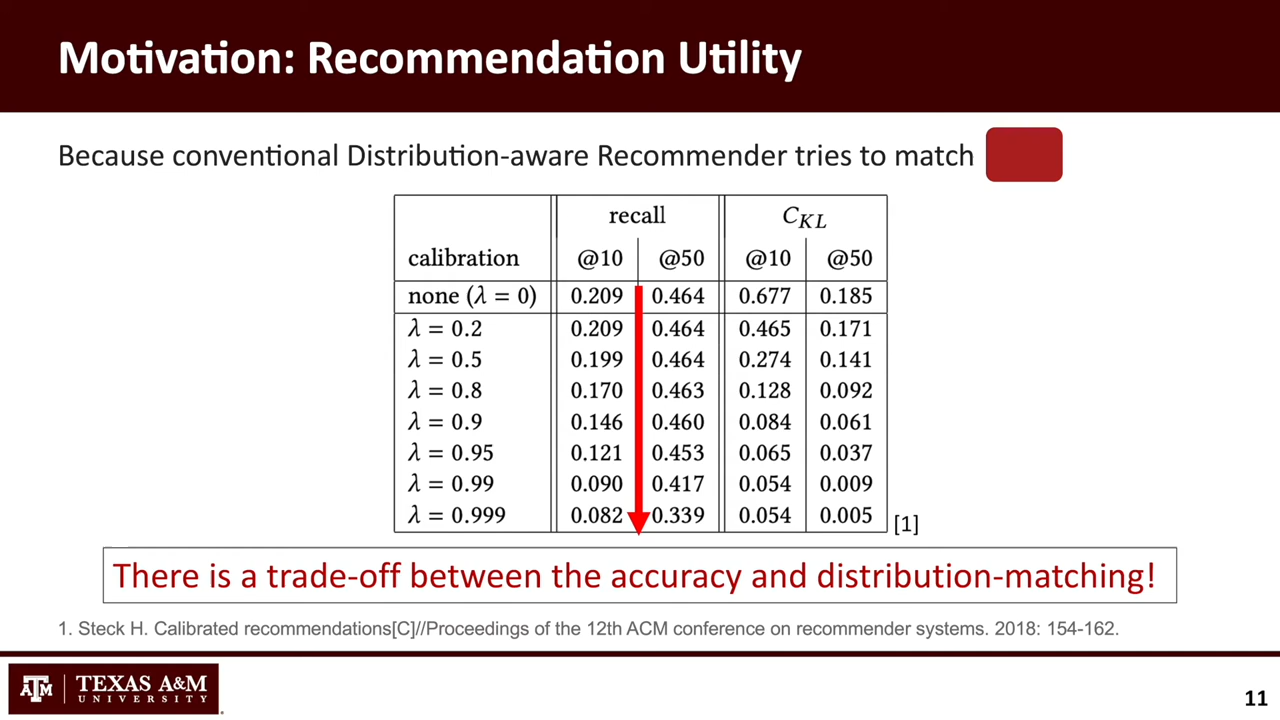 Motivation: Recommendation Utility
Because conventional Distribution-aware Recommender tries to match
recall C_KL
calibration @10 @50 @10 @50
none (λ = 0) 0.209 0.464 0.677 0.185
λ = 0.2 0.209 0.464 0.465 0.171
λ = 0.5 0.199 0.464 0.274 0.141
λ = 0.8 0.170 0.463 0.128 0.092
λ = 0.9 0.146 0.460 0.084 0.061
λ = 0.95 0.121 0.453 0.065 0.037
λ = 0.99 0.090 0.417 0.054 0.009
λ = 0.999 0.082 0.339 0.054 0.005
[1]
There is a trade-off between the accuracy and distribution-matching!
1. Steck H. Calibrated recommendations[C]//Proceedings of the 12th ACM conference on recommender systems. 2018: 154-162.
ATM TEXAS A&M
UNIVERSITY.
11